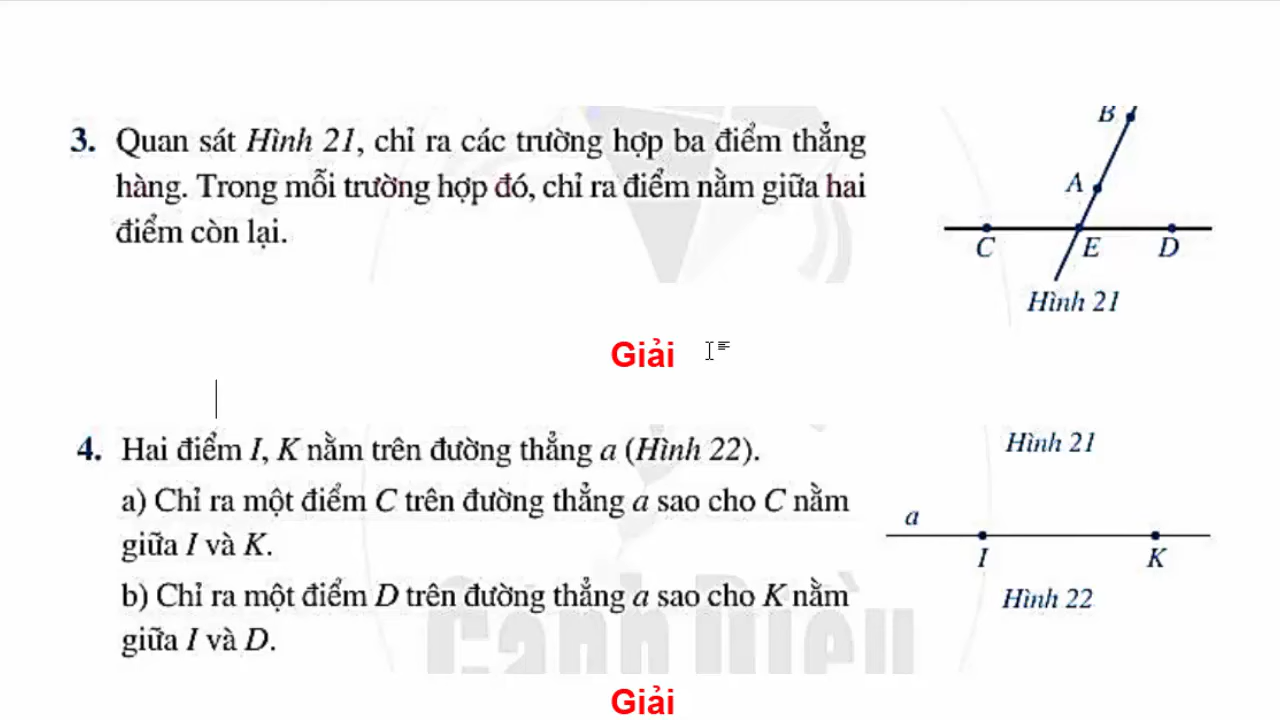 3. Quan sát Hình 21, chỉ ra các trường hợp ba điểm thẳng
hàng. Trong mỗi trường hợp đó, chỉ ra điểm nằm giữa hai
điểm còn lại.
B
A
C
E
D
Hình 21
Giải
4. Hai điểm I, K nằm trên đường thẳng a (Hình 22).
a) Chỉ ra một điểm C trên đường thẳng a sao cho C nằm
giữa I và K.
b) Chỉ ra một điểm D trên đường thẳng a sao cho K nằm
giữa I và D.
Hình 21
a
I
K
Hình 22
Cánh Diều
Giải